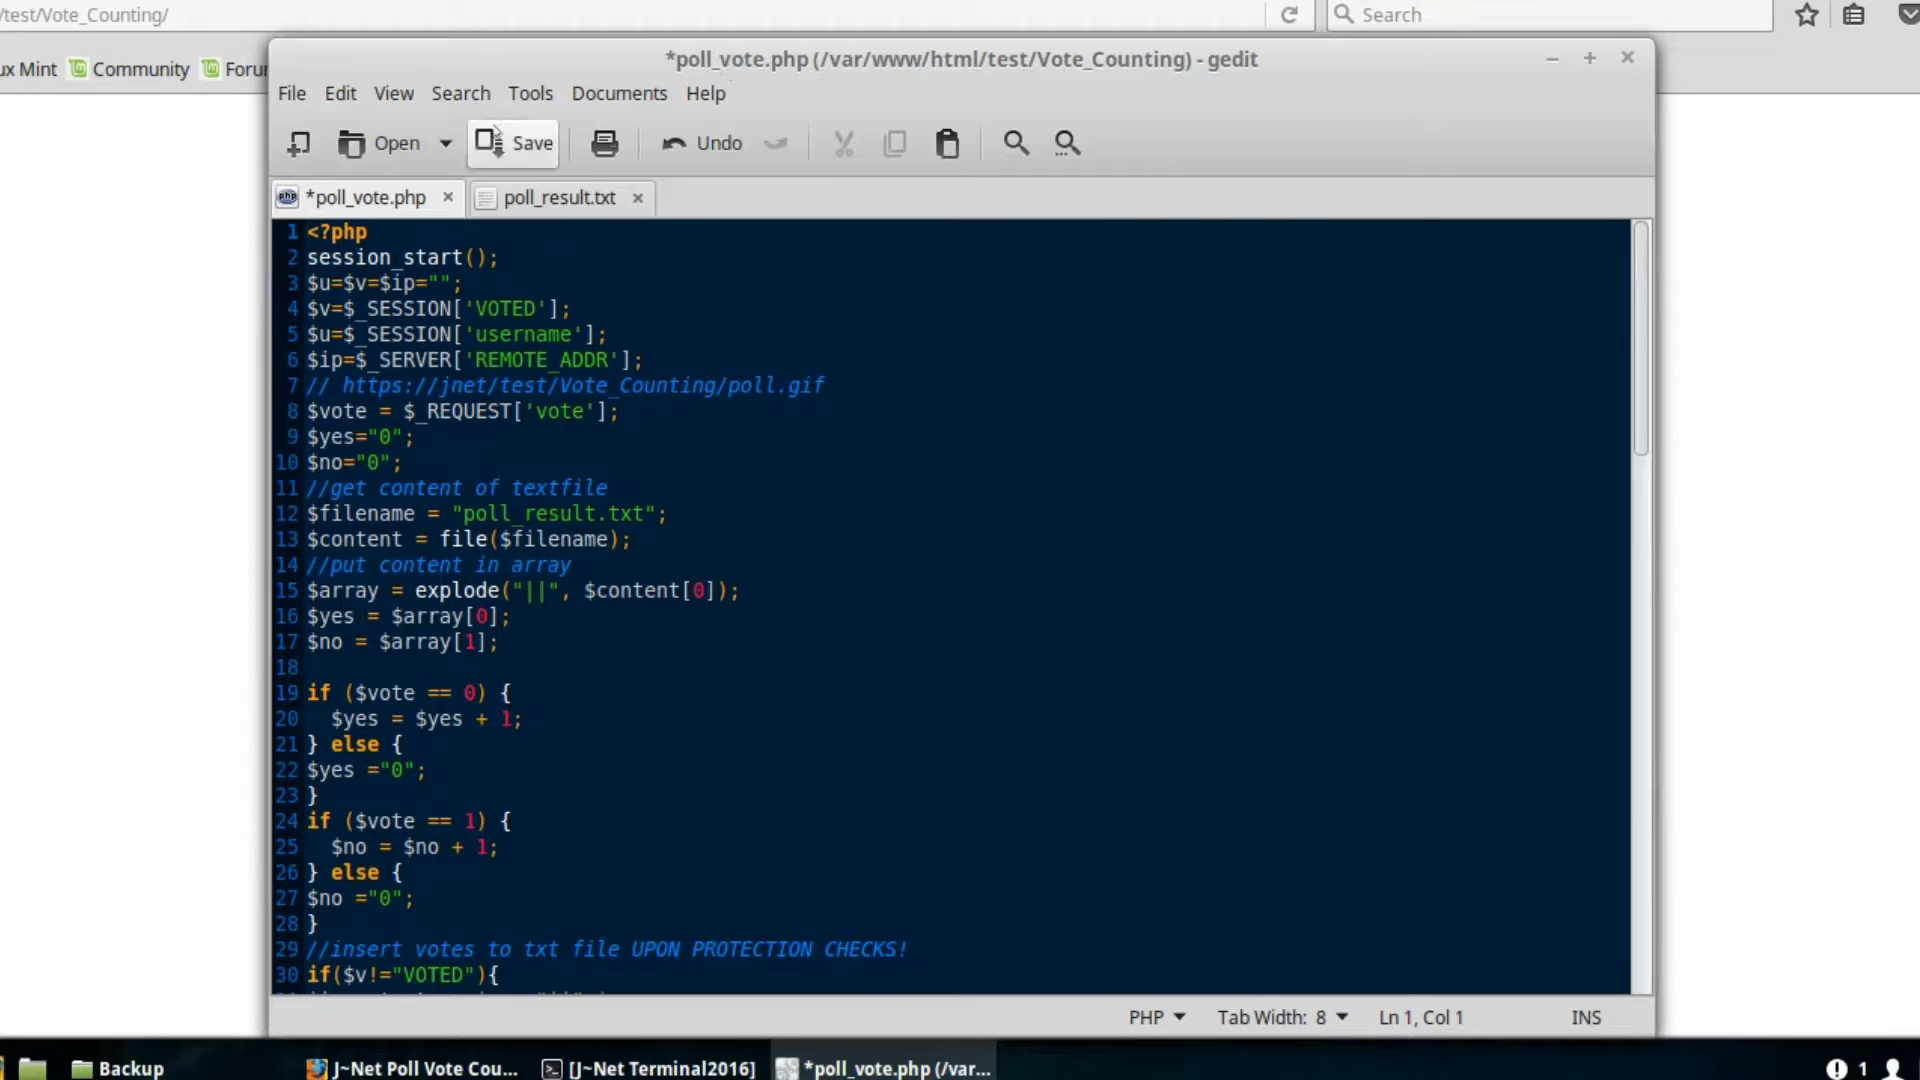 /test/Vote_Counting/
Search
ux Mint Community Foru
*poll_vote.php (/var/www/html/test/Vote_Counting) - gedit
File Edit View Search Tools Documents Help
Open Save Undo
*poll_vote.php poll_result.txt
1 <?php
2 session_start();
3 $u=$v=$ip="";
4 $v=$_SESSION['VOTED'];
5 $u=$_SESSION['username'];
6 $ip=$_SERVER['REMOTE_ADDR'];
7 // https://jnet/test/Vote_Counting/poll.gif
8 $vote = $_REQUEST['vote'];
9 $yes="0";
10 $no="0";
11 //get content of textfile
12 $filename = "poll_result.txt";
13 $content = file($filename);
14 //put content in array
15 $array = explode("||", $content[0]);
16 $yes = $array[0];
17 $no = $array[1];
18
19 if ($vote == 0) {
20   $yes = $yes + 1;
21 } else {
22 $yes ="0";
23 }
24 if ($vote == 1) {
25   $no = $no + 1;
26 } else {
27 $no ="0";
28 }
29 //insert votes to txt file UPON PROTECTION CHECKS!
30 if($v!="VOTED"){
PHP Tab Width: 8 Ln 1, Col 1 INS
Backup J~Net Poll Vote Cou... [J~Net Terminal2016] *poll_vote.php (/var... 1